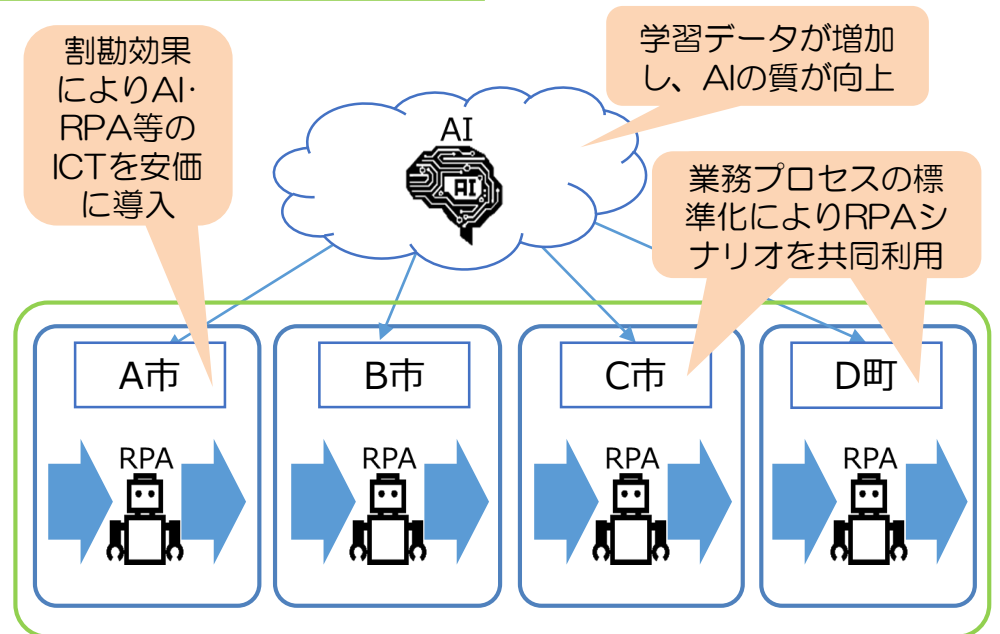 割勘効果
によりAI・
RPA等の
ICTを安価
に導入
学習データが増加
し、AIの質が向上
AI
AI
業務プロセスの標
準化によりRPAシ
ナリオを共同利用
A市
B市
C市
D町
RPA
RPA
RPA
RPA